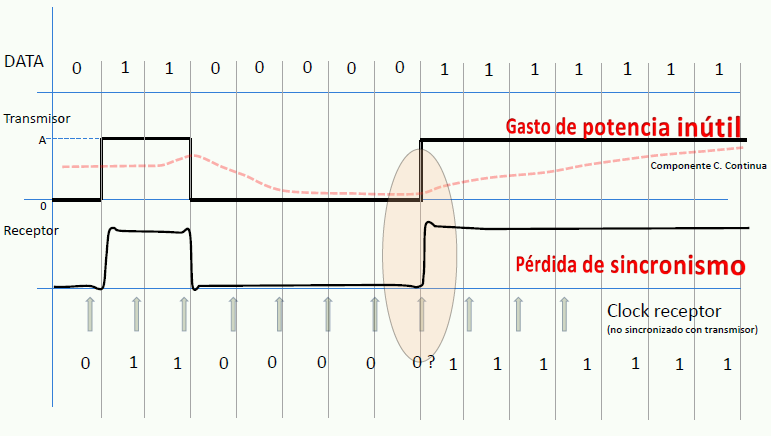 DATA 0 1 1 0 0 0 0 0 1 1 1 1 1 1 1
Transmisor
Gasto de potencia inútil
A
Componente C. Continua
0
Receptor
Pérdida de sincronismo
Clock receptor
(no sincronizado con transmisor)
0 1 1 0 0 0 0 0 ? 1 1 1 1 1 1 1